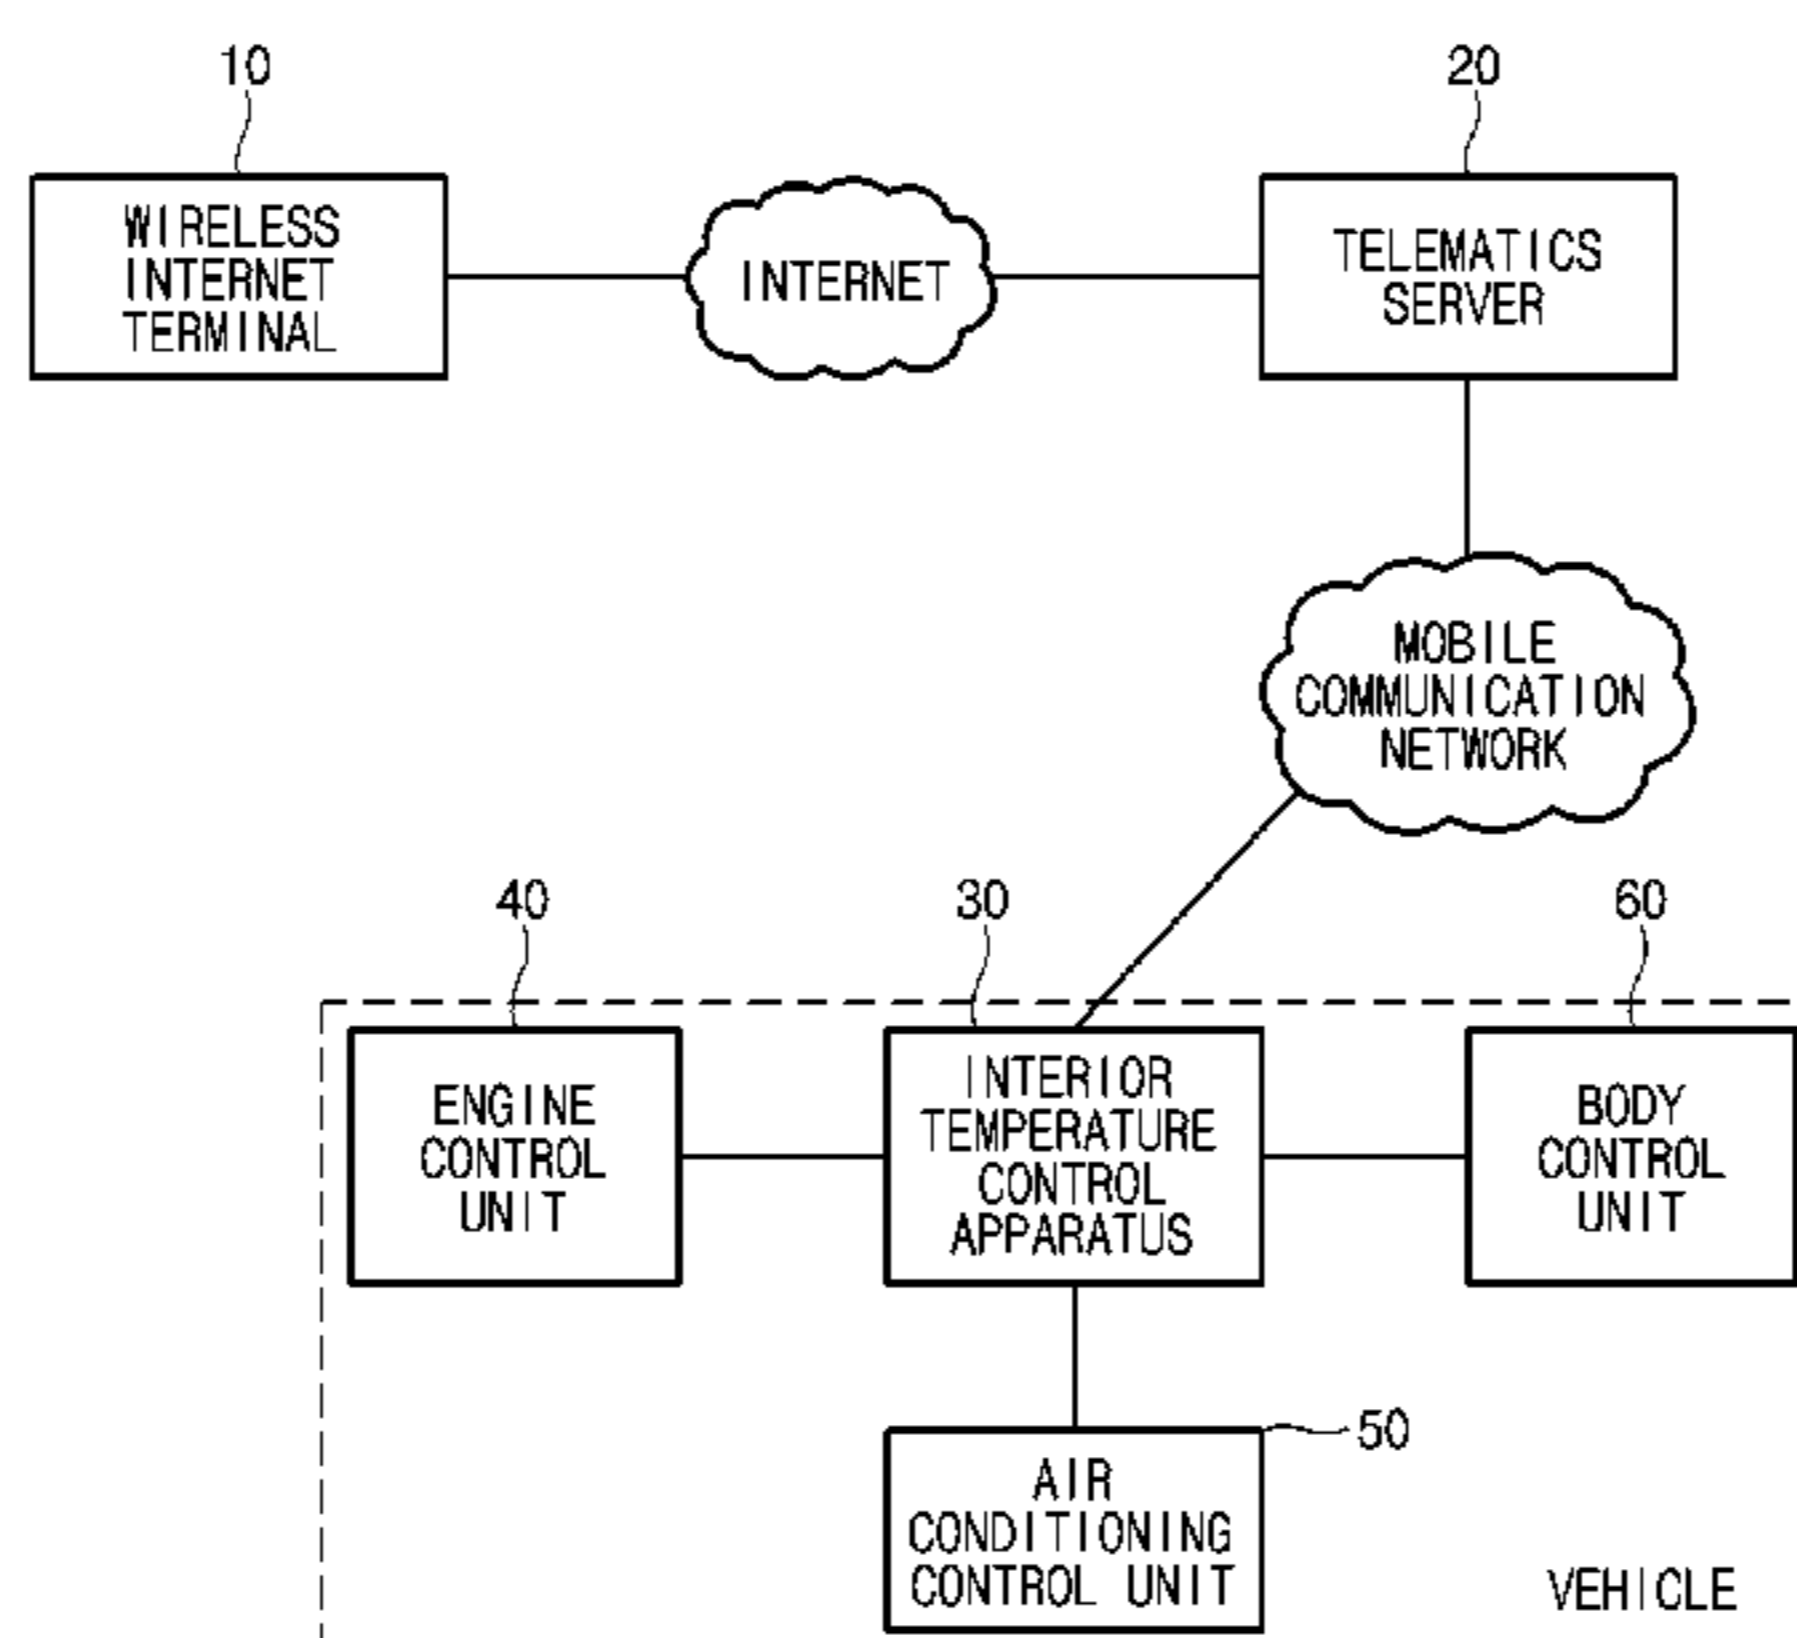 10
20
WIRELESS
INTERNET
TERMINAL
INTERNET
TELEMATICS
SERVER
MOBILE
COMMUNICATION
NETWORK
40
30
60
ENGINE
CONTROL
UNIT
INTERIOR
TEMPERATURE
CONTROL
APPARATUS
BODY
CONTROL
UNIT
50
AIR
CONDITIONING
CONTROL UNIT
VEHICLE